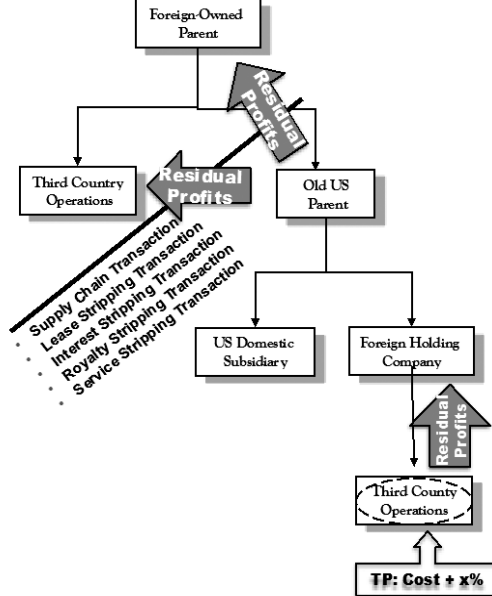 Foreign-Owned
Parent
Residual
Profits
Third Country
Operations
Residual
Profits
Old US
Parent
• Supply Chain Transaction
• Lease Stripping Transaction
• Interest Stripping Transaction
• Royalty Stripping Transaction
• Service Stripping Transaction
US Domestic
Subsidiary
Foreign Holding
Company
Residual
Profits
Third County
Operations
TP: Cost + x%